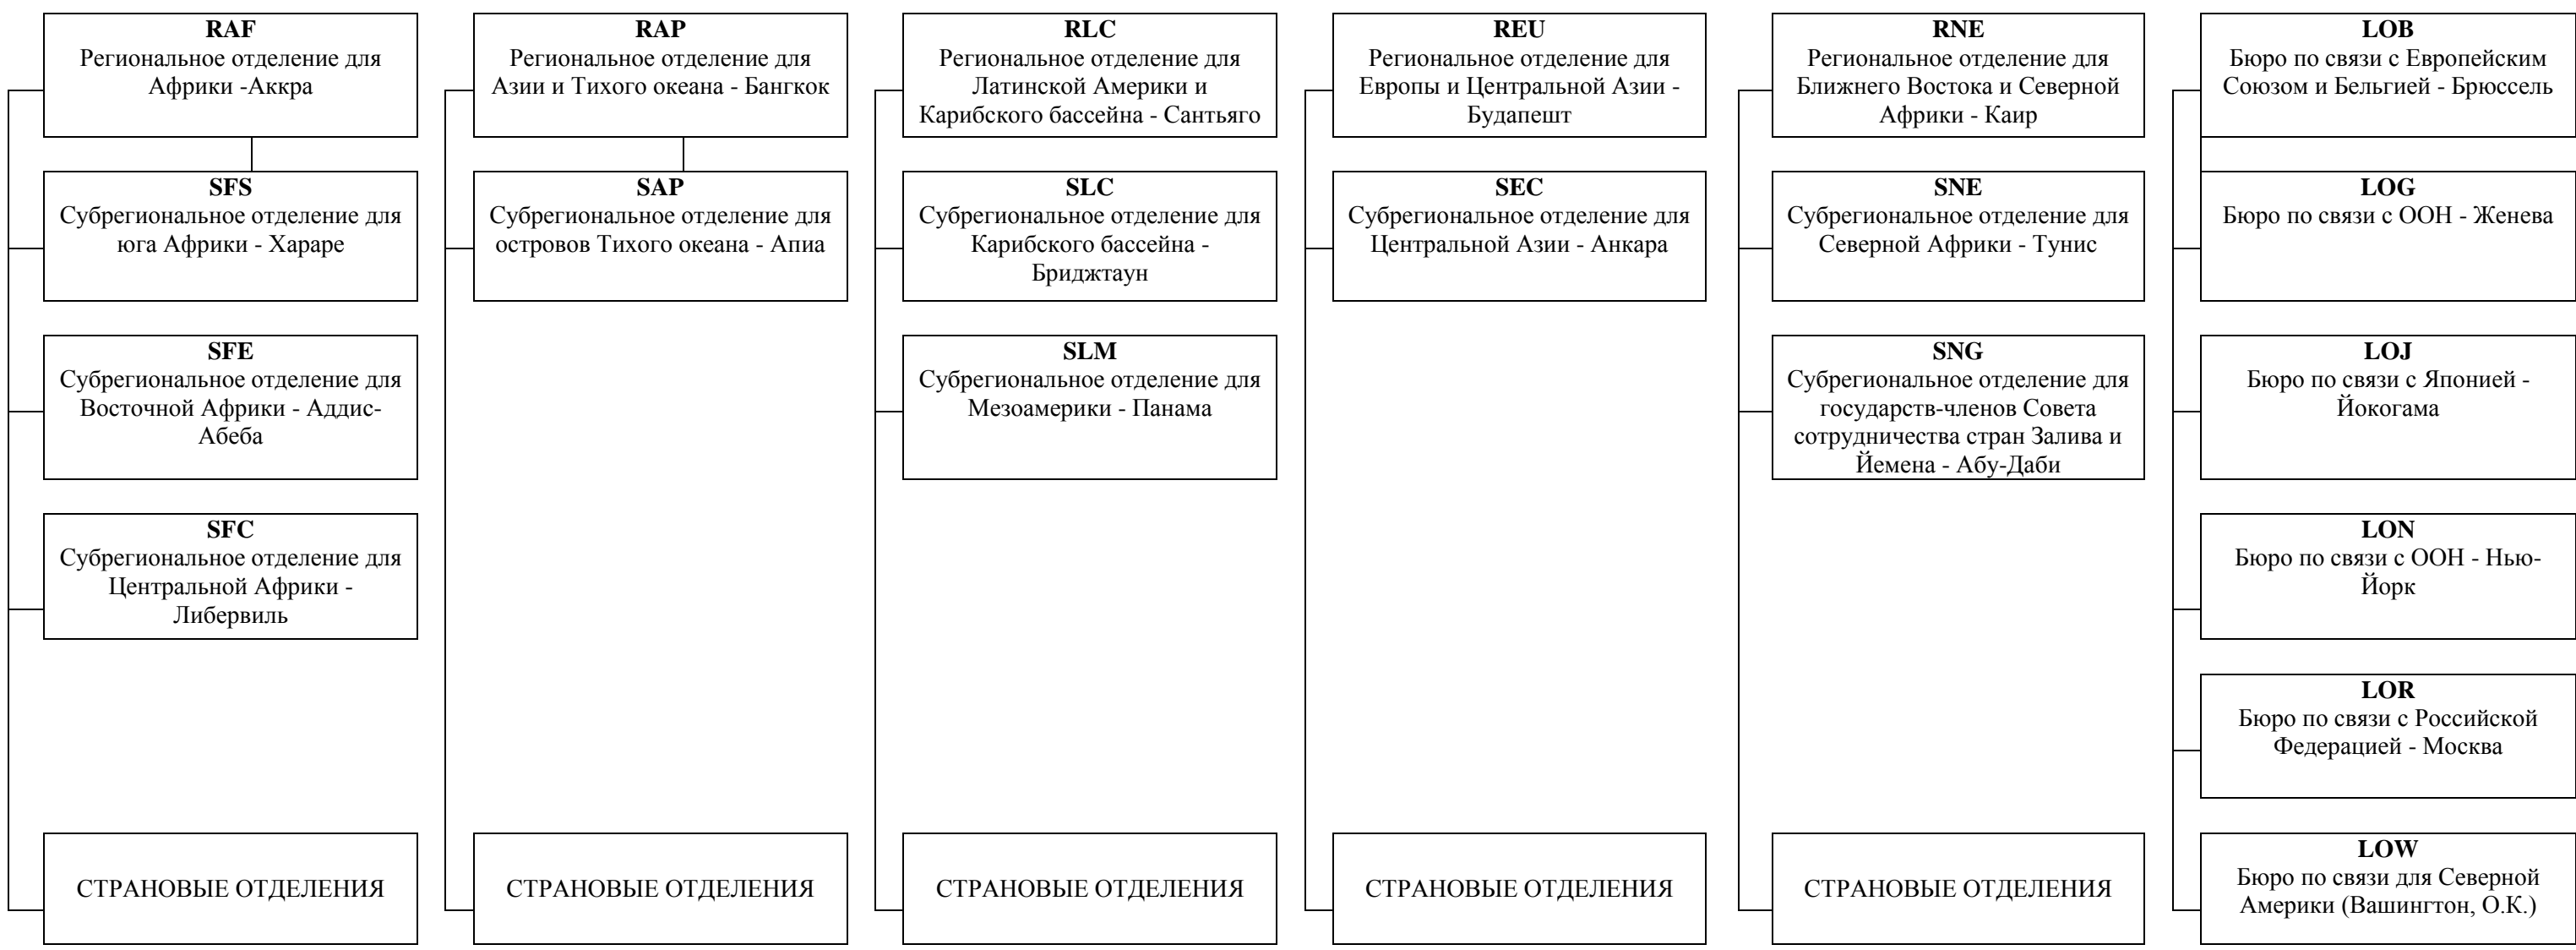 RAF
Региональное отделение для
Африки -Аккра
SFS
Субрегиональное отделение для
юга Африки - Хараре
SFE
Субрегиональное отделение для
Восточной Африки - Аддис-
Абеба
SFC
Субрегиональное отделение для
Центральной Африки -
Либервиль
СТРАНОВЫЕ ОТДЕЛЕНИЯ
RAP
Региональное отделение для
Азии и Тихого океана - Бангкок
SAP
Субрегиональное отделение для
островов Тихого океана - Апиа
СТРАНОВЫЕ ОТДЕЛЕНИЯ
RLC
Региональное отделение для
Латинской Америки и
Карибского бассейна - Сантьяго
SLC
Субрегиональное отделение для
Карибского бассейна -
Бриджтаун
SLM
Субрегиональное отделение для
Мезоамерики - Панама
СТРАНОВЫЕ ОТДЕЛЕНИЯ
REU
Региональное отделение для
Европы и Центральной Азии -
Будапешт
SEC
Субрегиональное отделение для
Центральной Азии - Анкара
СТРАНОВЫЕ ОТДЕЛЕНИЯ
RNE
Региональное отделение для
Ближнего Востока и Северной
Африки - Каир
SNE
Субрегиональное отделение для
Северной Африки - Тунис
SNG
Субрегиональное отделение для
государств-членов Совета
сотрудничества стран Залива и
Йемена - Абу-Даби
СТРАНОВЫЕ ОТДЕЛЕНИЯ
LOB
Бюро по связи с Европейским
Союзом и Бельгией - Брюссель
LOG
Бюро по связи с ООН - Женева
LOJ
Бюро по связи с Японией -
Йокогама
LON
Бюро по связи с ООН - Нью-
Йорк
LOR
Бюро по связи с Российской
Федерацией - Москва
LOW
Бюро по связи для Северной
Америки (Вашингтон, О.К.)